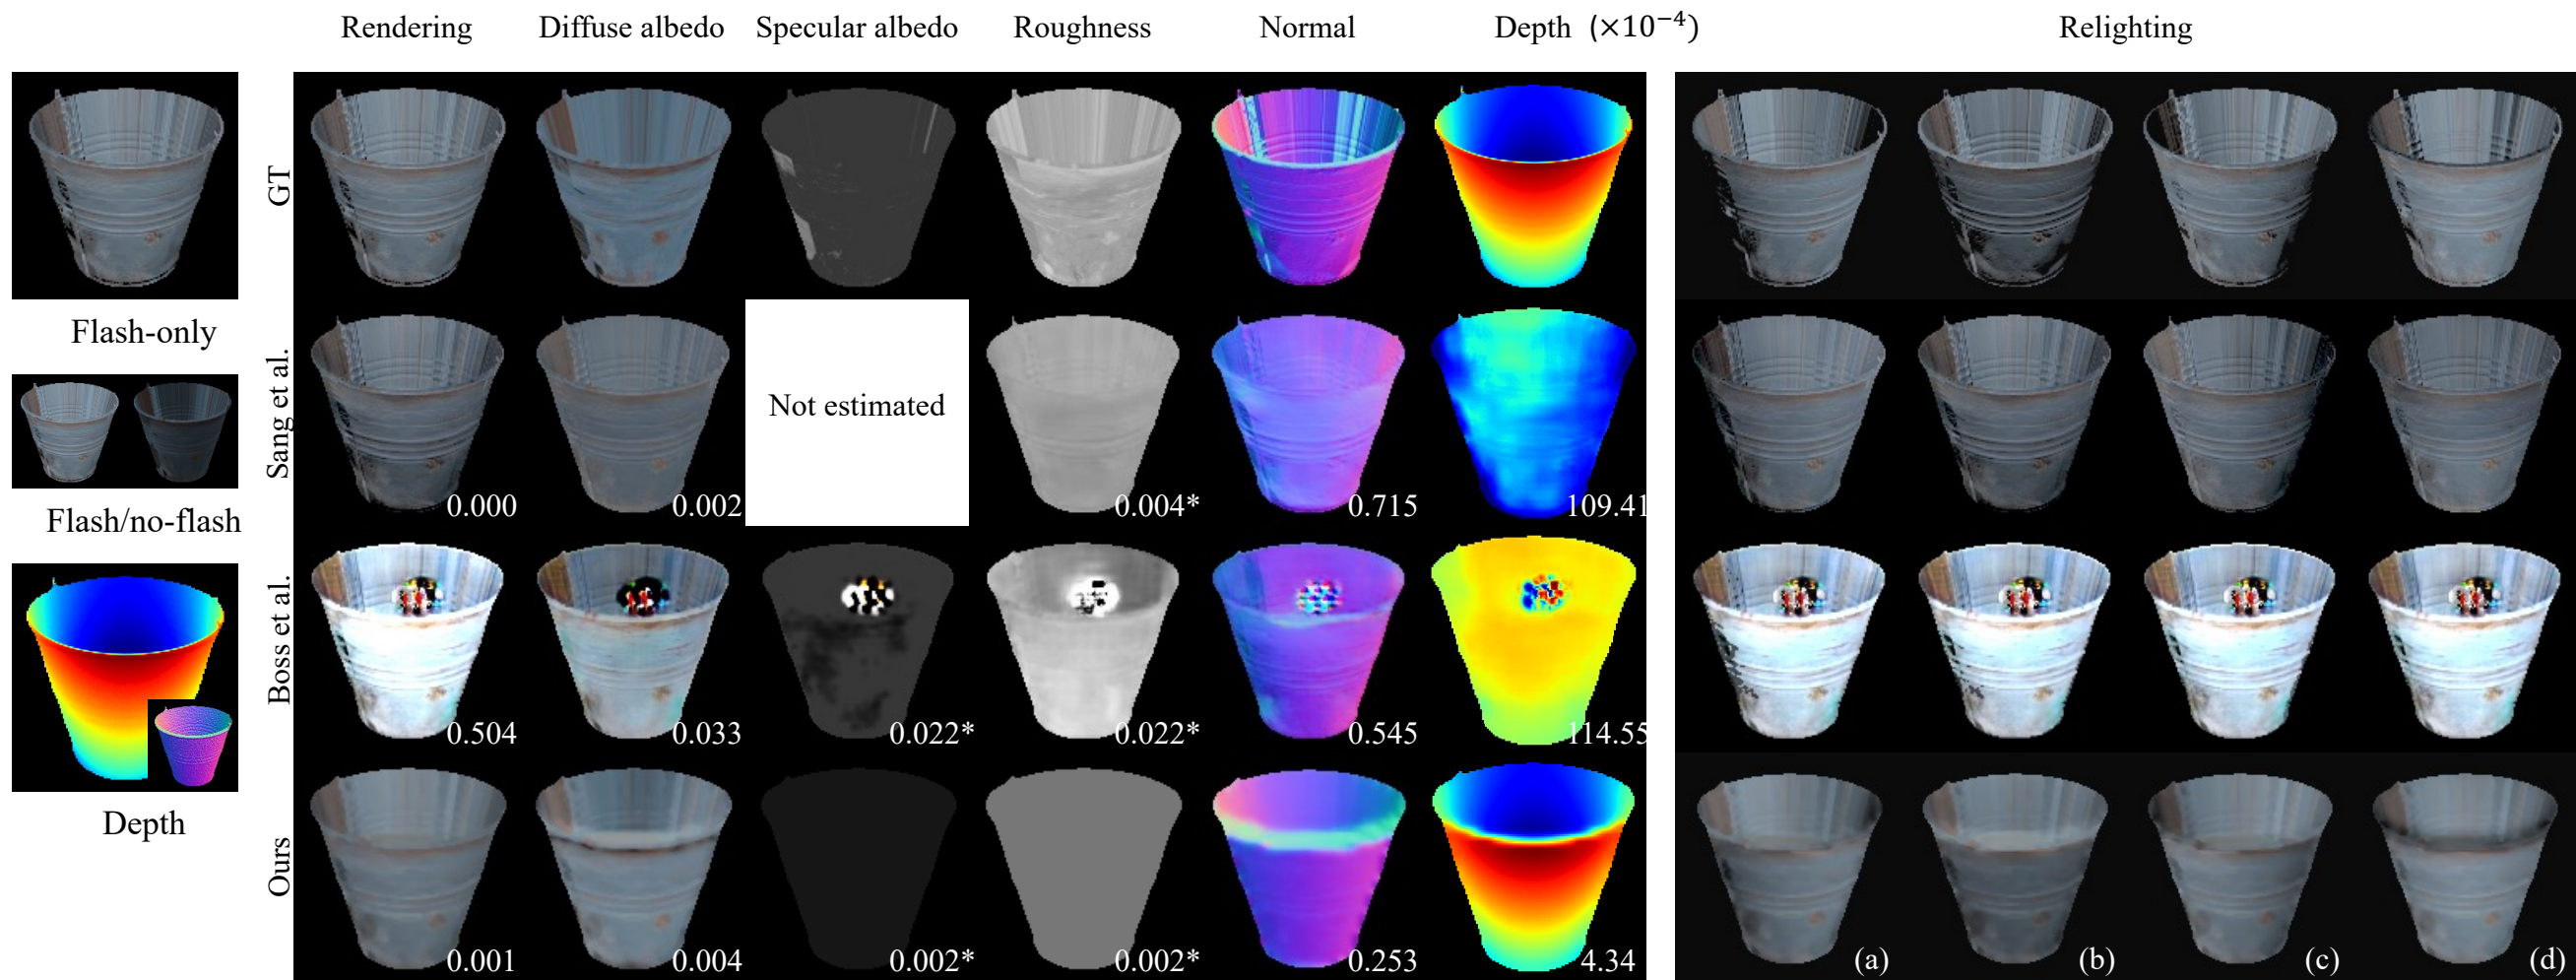 Rendering Diffuse albedo Specular albedo Roughness Normal Depth (×10⁻⁴) Relighting
GT
Flash-only
Sang et al.
Not estimated
0.000 0.002 0.004* 0.715 109.41
Flash/no-flash
Boss et al.
0.504 0.033 0.022* 0.022* 0.545 114.55
Depth
Ours
0.001 0.004 0.002* 0.002* 0.253 4.34 (a) (b) (c) (d)